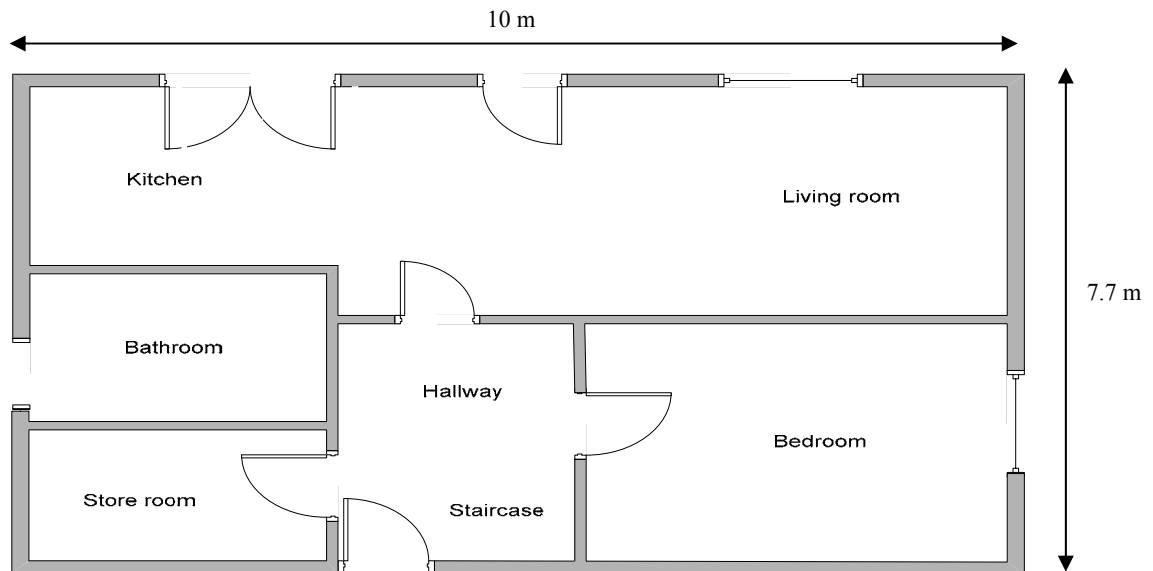 10 m
Kitchen
Living room
7.7 m
Bathroom
Hallway
Bedroom
Store room
Staircase